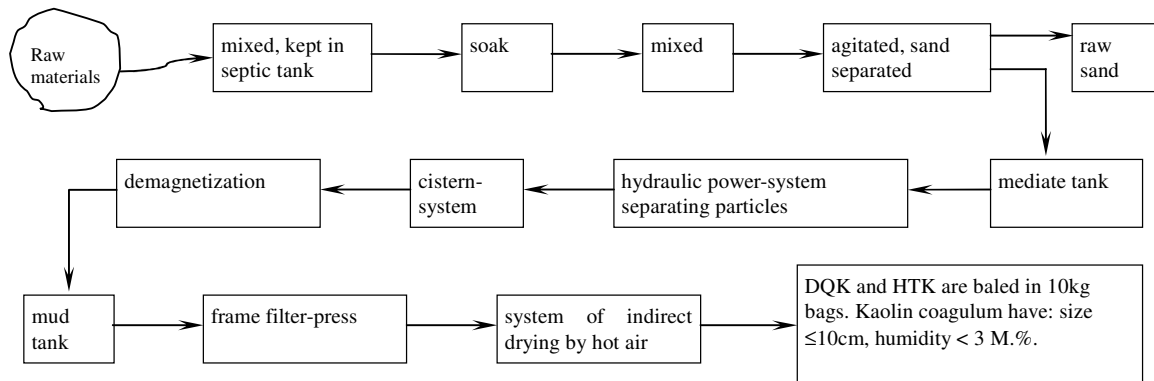 Raw
materials
mixed, kept in
septic tank
soak
mixed
agitated, sand
separated
raw
sand
mediate tank
hydraulic power-system
separating particles
cistern-
system
demagnetization
mud
tank
frame filter-press
system of indirect
drying by hot air
DQK and HTK are baled in 10kg
bags. Kaolin coagulum have: size
≤10cm, humidity < 3 M.%.